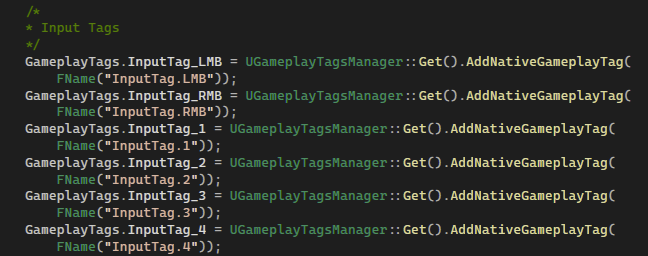 /*
* Input Tags
*/
GameplayTags.InputTag_LMB = UGameplayTagsManager::Get().AddNativeGameplayTag(
FName("InputTag.LMB"));
GameplayTags.InputTag_RMB = UGameplayTagsManager::Get().AddNativeGameplayTag(
FName("InputTag.RMB"));
GameplayTags.InputTag_1 = UGameplayTagsManager::Get().AddNativeGameplayTag(
FName("InputTag.1"));
GameplayTags.InputTag_2 = UGameplayTagsManager::Get().AddNativeGameplayTag(
FName("InputTag.2"));
GameplayTags.InputTag_3 = UGameplayTagsManager::Get().AddNativeGameplayTag(
FName("InputTag.3"));
GameplayTags.InputTag_4 = UGameplayTagsManager::Get().AddNativeGameplayTag(
FName("InputTag.4"));